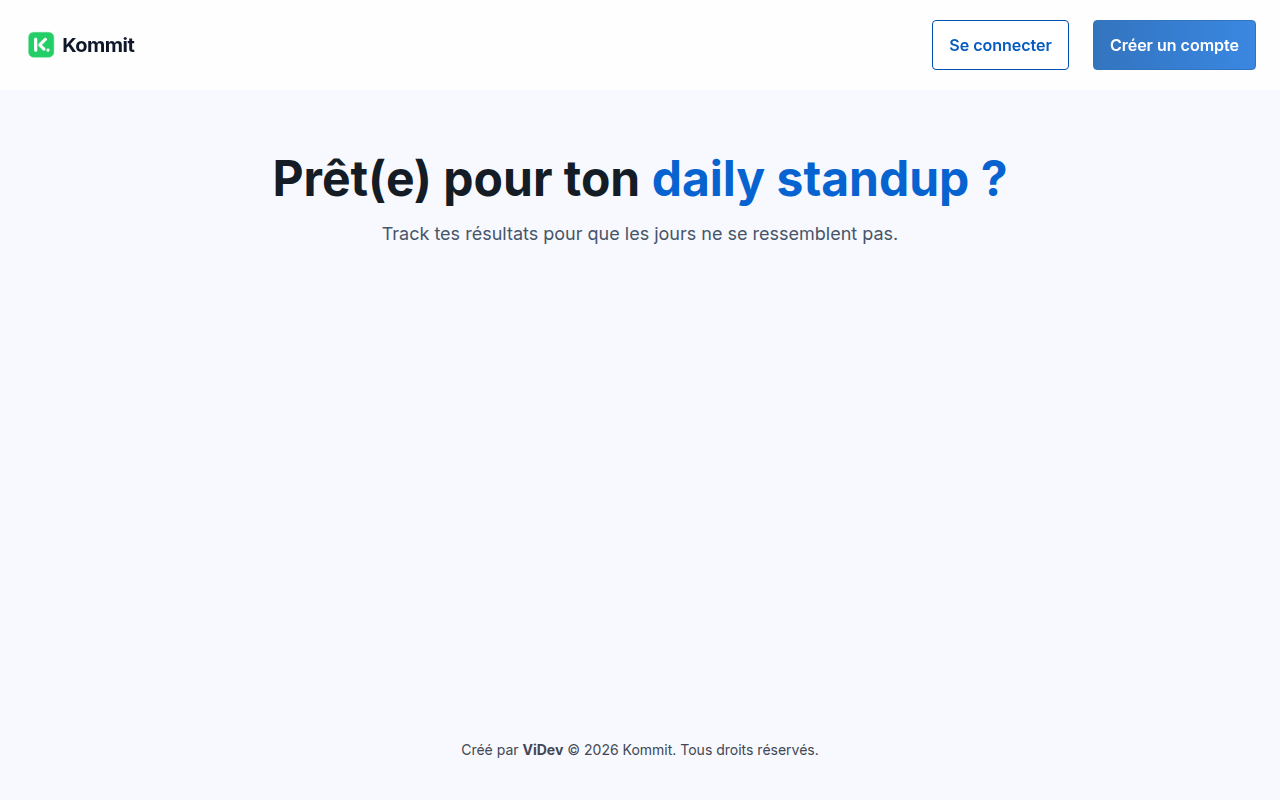 Kommit
Se connecter
Créer un compte
Prêt(e) pour ton daily standup ?
Track tes résultats pour que les jours ne se ressemblent pas.
Créé par ViDev © 2026 Kommit. Tous droits réservés.